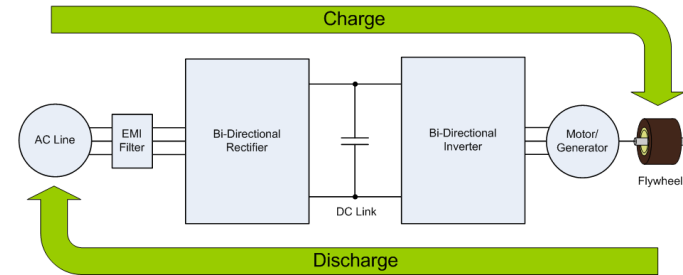 Charge
AC Line
EMI
Filter
Bi-Directional
Rectifier
DC Link
Bi-Directional
Inverter
Motor/
Generator
Flywheel
Discharge